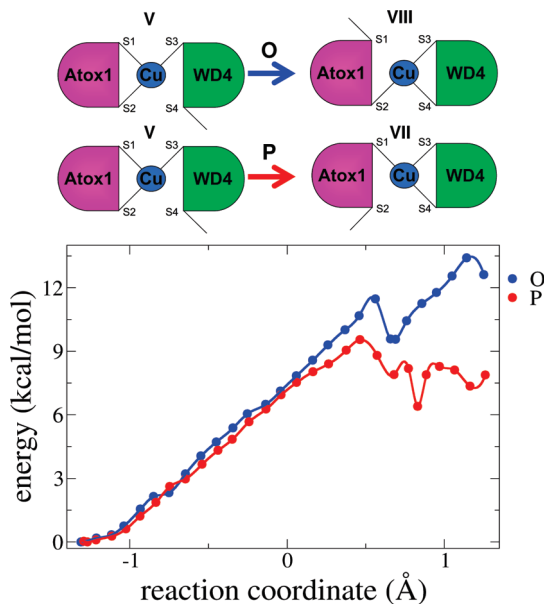 V
VIII
S1 S3 O S1 S3
Atox1 Cu WD4 Atox1 Cu WD4
S2 S4 S2 S4
V
VII
S1 S3 P S1 S3
Atox1 Cu WD4 Atox1 Cu WD4
S2 S4 S2 S4
energy (kcal/mol)
12
9
6
3
0
O
P
-1 0 1
reaction coordinate (Å)